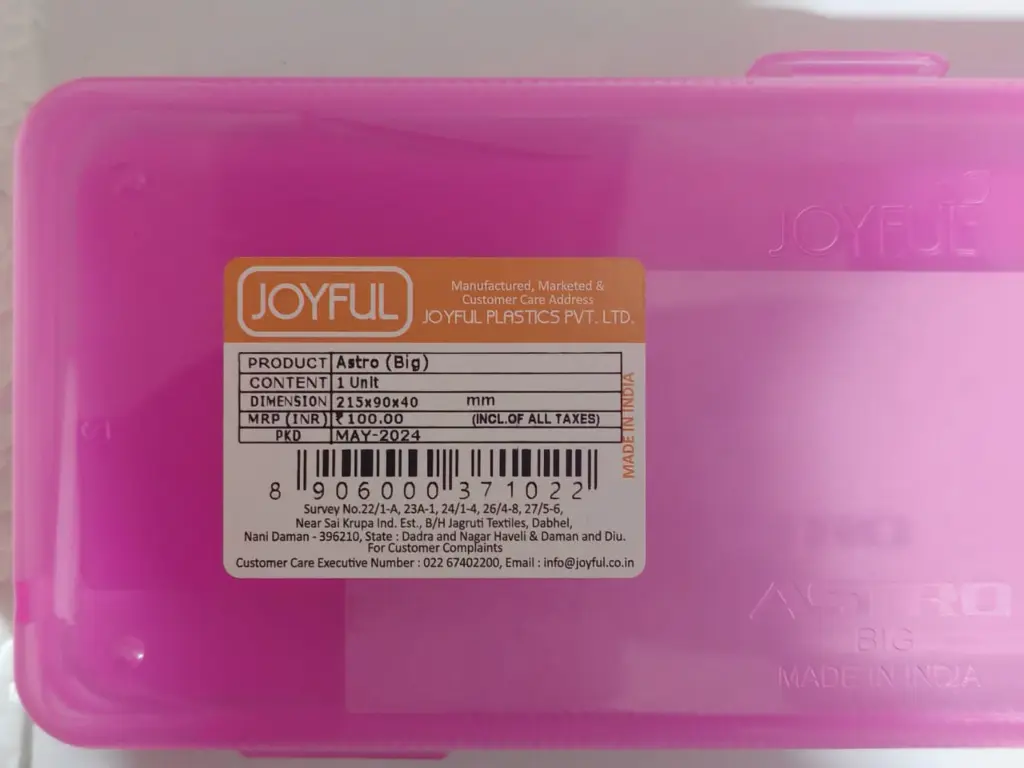 JOYFUL
JOYFUL
Manufactured, Marketed &
Customer Care Address
JOYFUL PLASTICS PVT. LTD.
PRODUCT Astro (Big)
CONTENT 1 Unit
DIMENSION 215x90x40 mm
MRP (INR) ₹100.00 (INCL.OF ALL TAXES)
PKD MAY-2024
MADE IN INDIA
8 906000 371022
Survey No.22/1-A, 23A-1, 24/1-4, 26/4-8, 27/5-6,
Near Sai Krupa Ind. Est., B/H Jagruti Textiles, Dabhel,
Nani Daman - 396210, State : Dadra and Nagar Haveli & Daman and Diu.
For Customer Complaints
Customer Care Executive Number : 022 67402200, Email : info@joyful.co.in
ASTRO
BIG
MADE IN INDIA